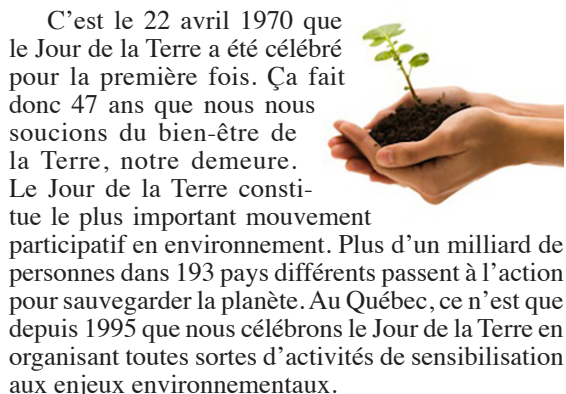 C’est le 22 avril 1970 que
le Jour de la Terre a été célébré
pour la première fois. Ça fait
donc 47 ans que nous nous
soucions du bien-être de
la Terre, notre demeure.
Le Jour de la Terre consti-
tue le plus important mouvement
participatif en environnement. Plus d’un milliard de
personnes dans 193 pays différents passent à l’action
pour sauvegarder la planète. Au Québec, ce n’est que
depuis 1995 que nous célébrons le Jour de la Terre en
organisant toutes sortes d’activités de sensibilisation
aux enjeux environnementaux.